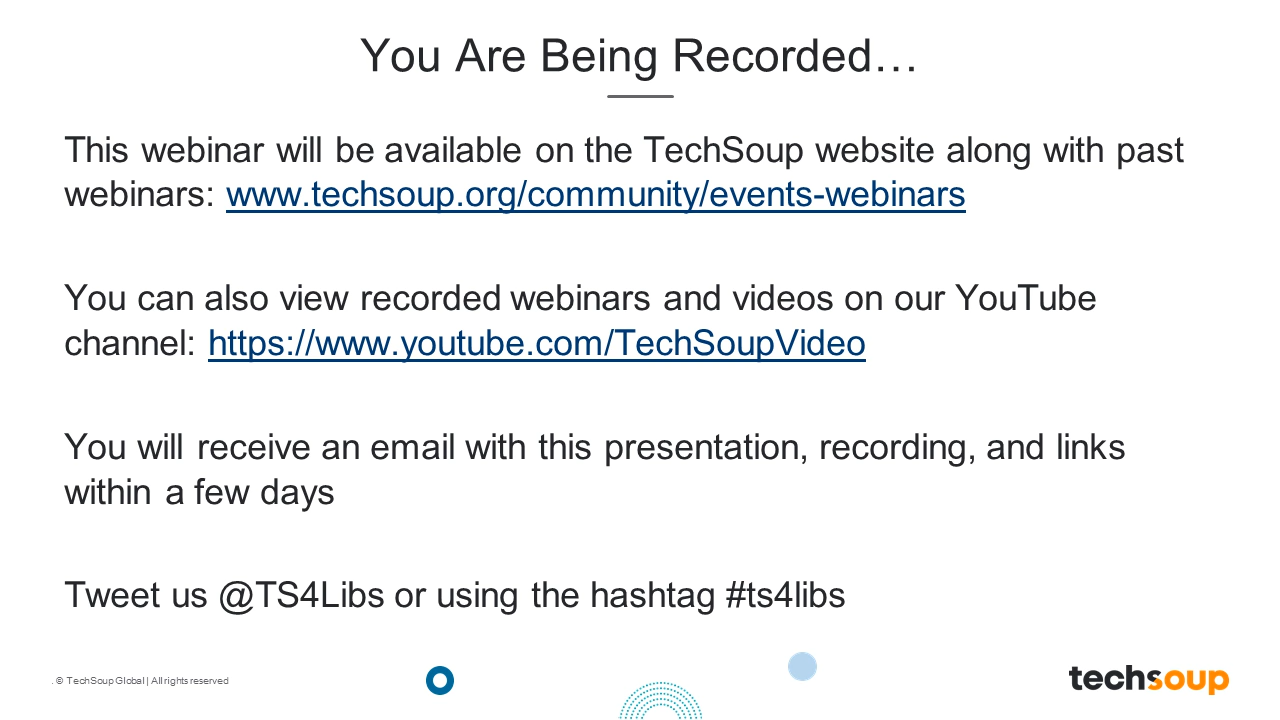 You Are Being Recorded…
This webinar will be available on the TechSoup website along with past
webinars: www.techsoup.org/community/events-webinars
You can also view recorded webinars and videos on our YouTube
channel: https://www.youtube.com/TechSoupVideo
You will receive an email with this presentation, recording, and links
within a few days
Tweet us @TS4Libs or using the hashtag #ts4libs
. © TechSoup Global | All rights reserved
techsoup